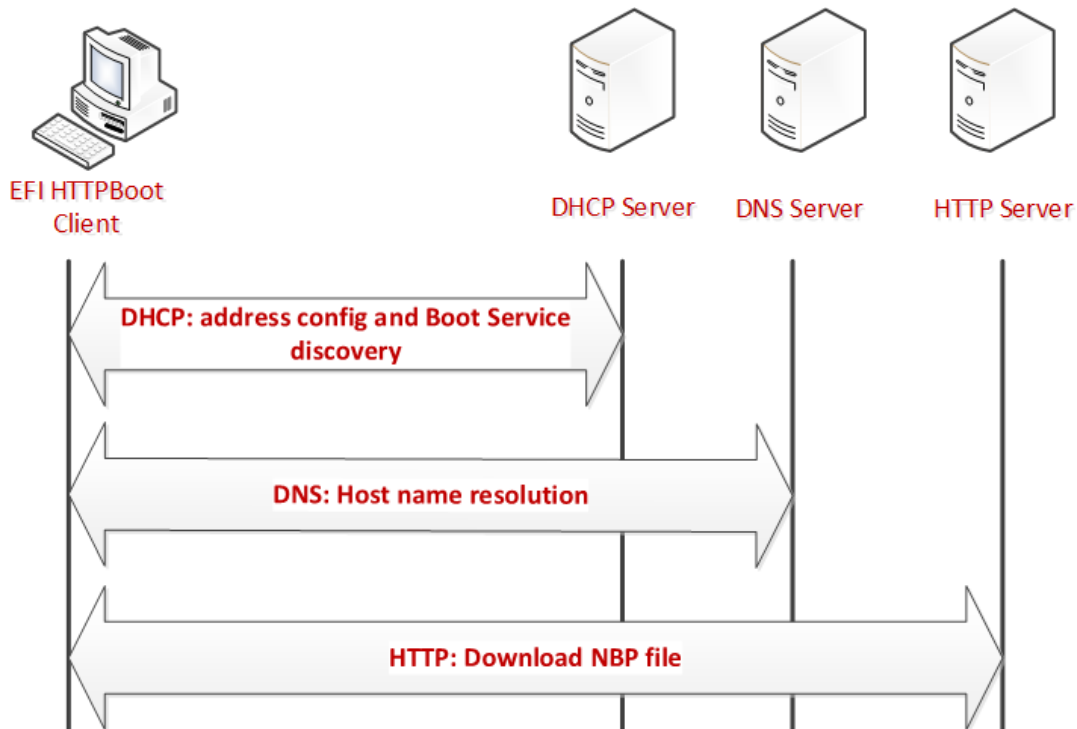 EFI HTTPBoot
Client
DHCP Server
DNS Server
HTTP Server
DHCP: address config and Boot Service
discovery
DNS: Host name resolution
HTTP: Download NBP file